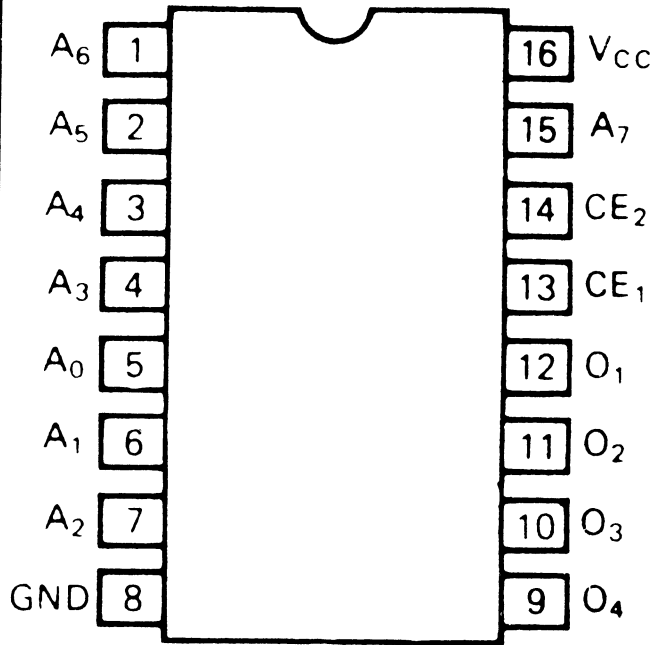 A₆ 1 16 VCC
A₅ 2 15 A₇
A₄ 3 14 CE₂
A₃ 4 13 CE₁
A₀ 5 12 O₁
A₁ 6 11 O₂
A₂ 7 10 O₃
GND 8 9 O₄